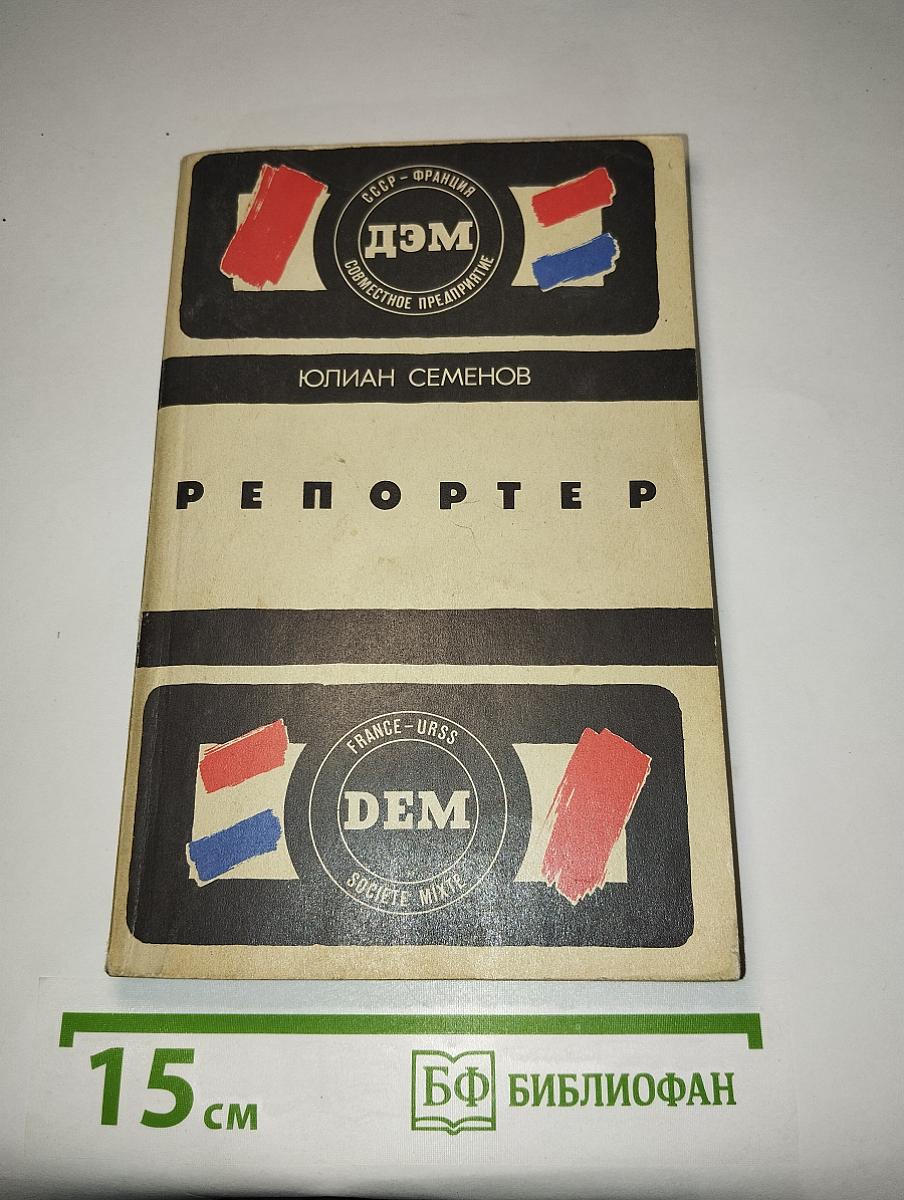 СССР – ФРАНЦИЯ
ДЭМ
СОВМЕСТНОЕ ПРЕДПРИЯТИЕ
ЮЛИАН СЕМЕНОВ
РЕПОРТЕР
FRANCE – URSS
DEM
SOCIETE MIXTE
15 см
БФ БИБЛИОФАН